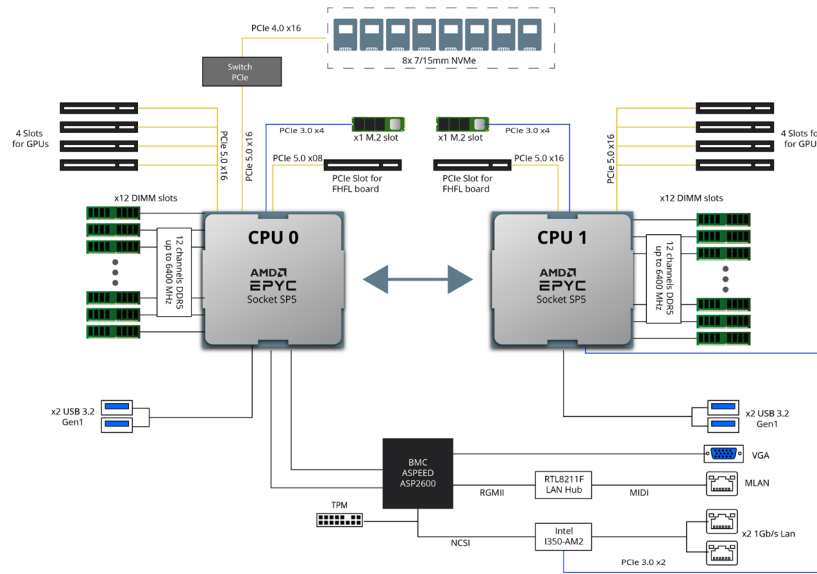 PCIe 4.0 x16
8x 7/15mm NVMe
Switch
PCIe
4 Slots
for GPUs
PCIe 5.0 x16
PCIe 5.0 x16
PCIe 3.0 x4
x1 M.2 slot
PCIe 5.0 x08
PCIe Slot for
FHFL board
x1 M.2 slot
PCIe 3.0 x4
PCIe 5.0 x16
PCIe Slot for
FHFL board
PCIe 5.0 x16
4 Slots fo
for GPU
x12 DIMM slots
12 channels DDR5
up to 6400 MHz
CPU 0
AMD
EPYC
Socket SP5
CPU 1
AMD
EPYC
Socket SP5
x12 DIMM slots
12 channels DDR5
up to 6400 MHz
x2 USB 3.2
Gen1
x2 USB 3.2
Gen1
BMC
ASPEED
ASP2600
VGA
RGMII
RTL8211F
LAN Hub
MIDI
MLAN
TPM
NCSI
Intel
I350-AM2
x2 1Gb/s Lan
PCIe 3.0 x2